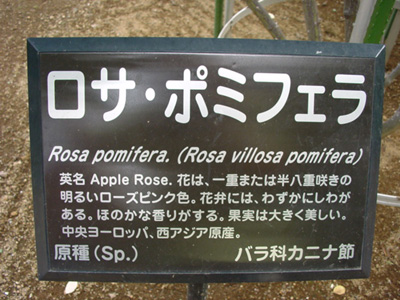 ロサ・ポミフェラ
Rosa pomifera. (Rosa villosa pomifera)
英名 Apple Rose. 花は、一重または半八重咲きの
明るいローズピンク色。花弁には、わずかにしわが
ある。ほのかな香りがする。果実は大きく美しい。
中央ヨーロッパ、西アジア原産。
原種(Sp.) バラ科カニナ節